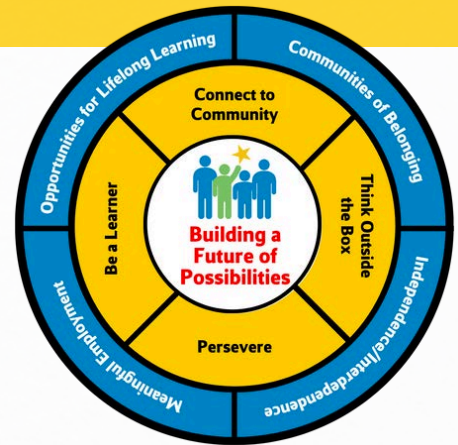 Opportunities for Lifelong Learning
Communities of Belonging
Connect to
Community
Be a Learner
Think Outside
the Box
Building a
Future of
Possibilities
Persevere
Meaningful Employment
Independence/Interdependence